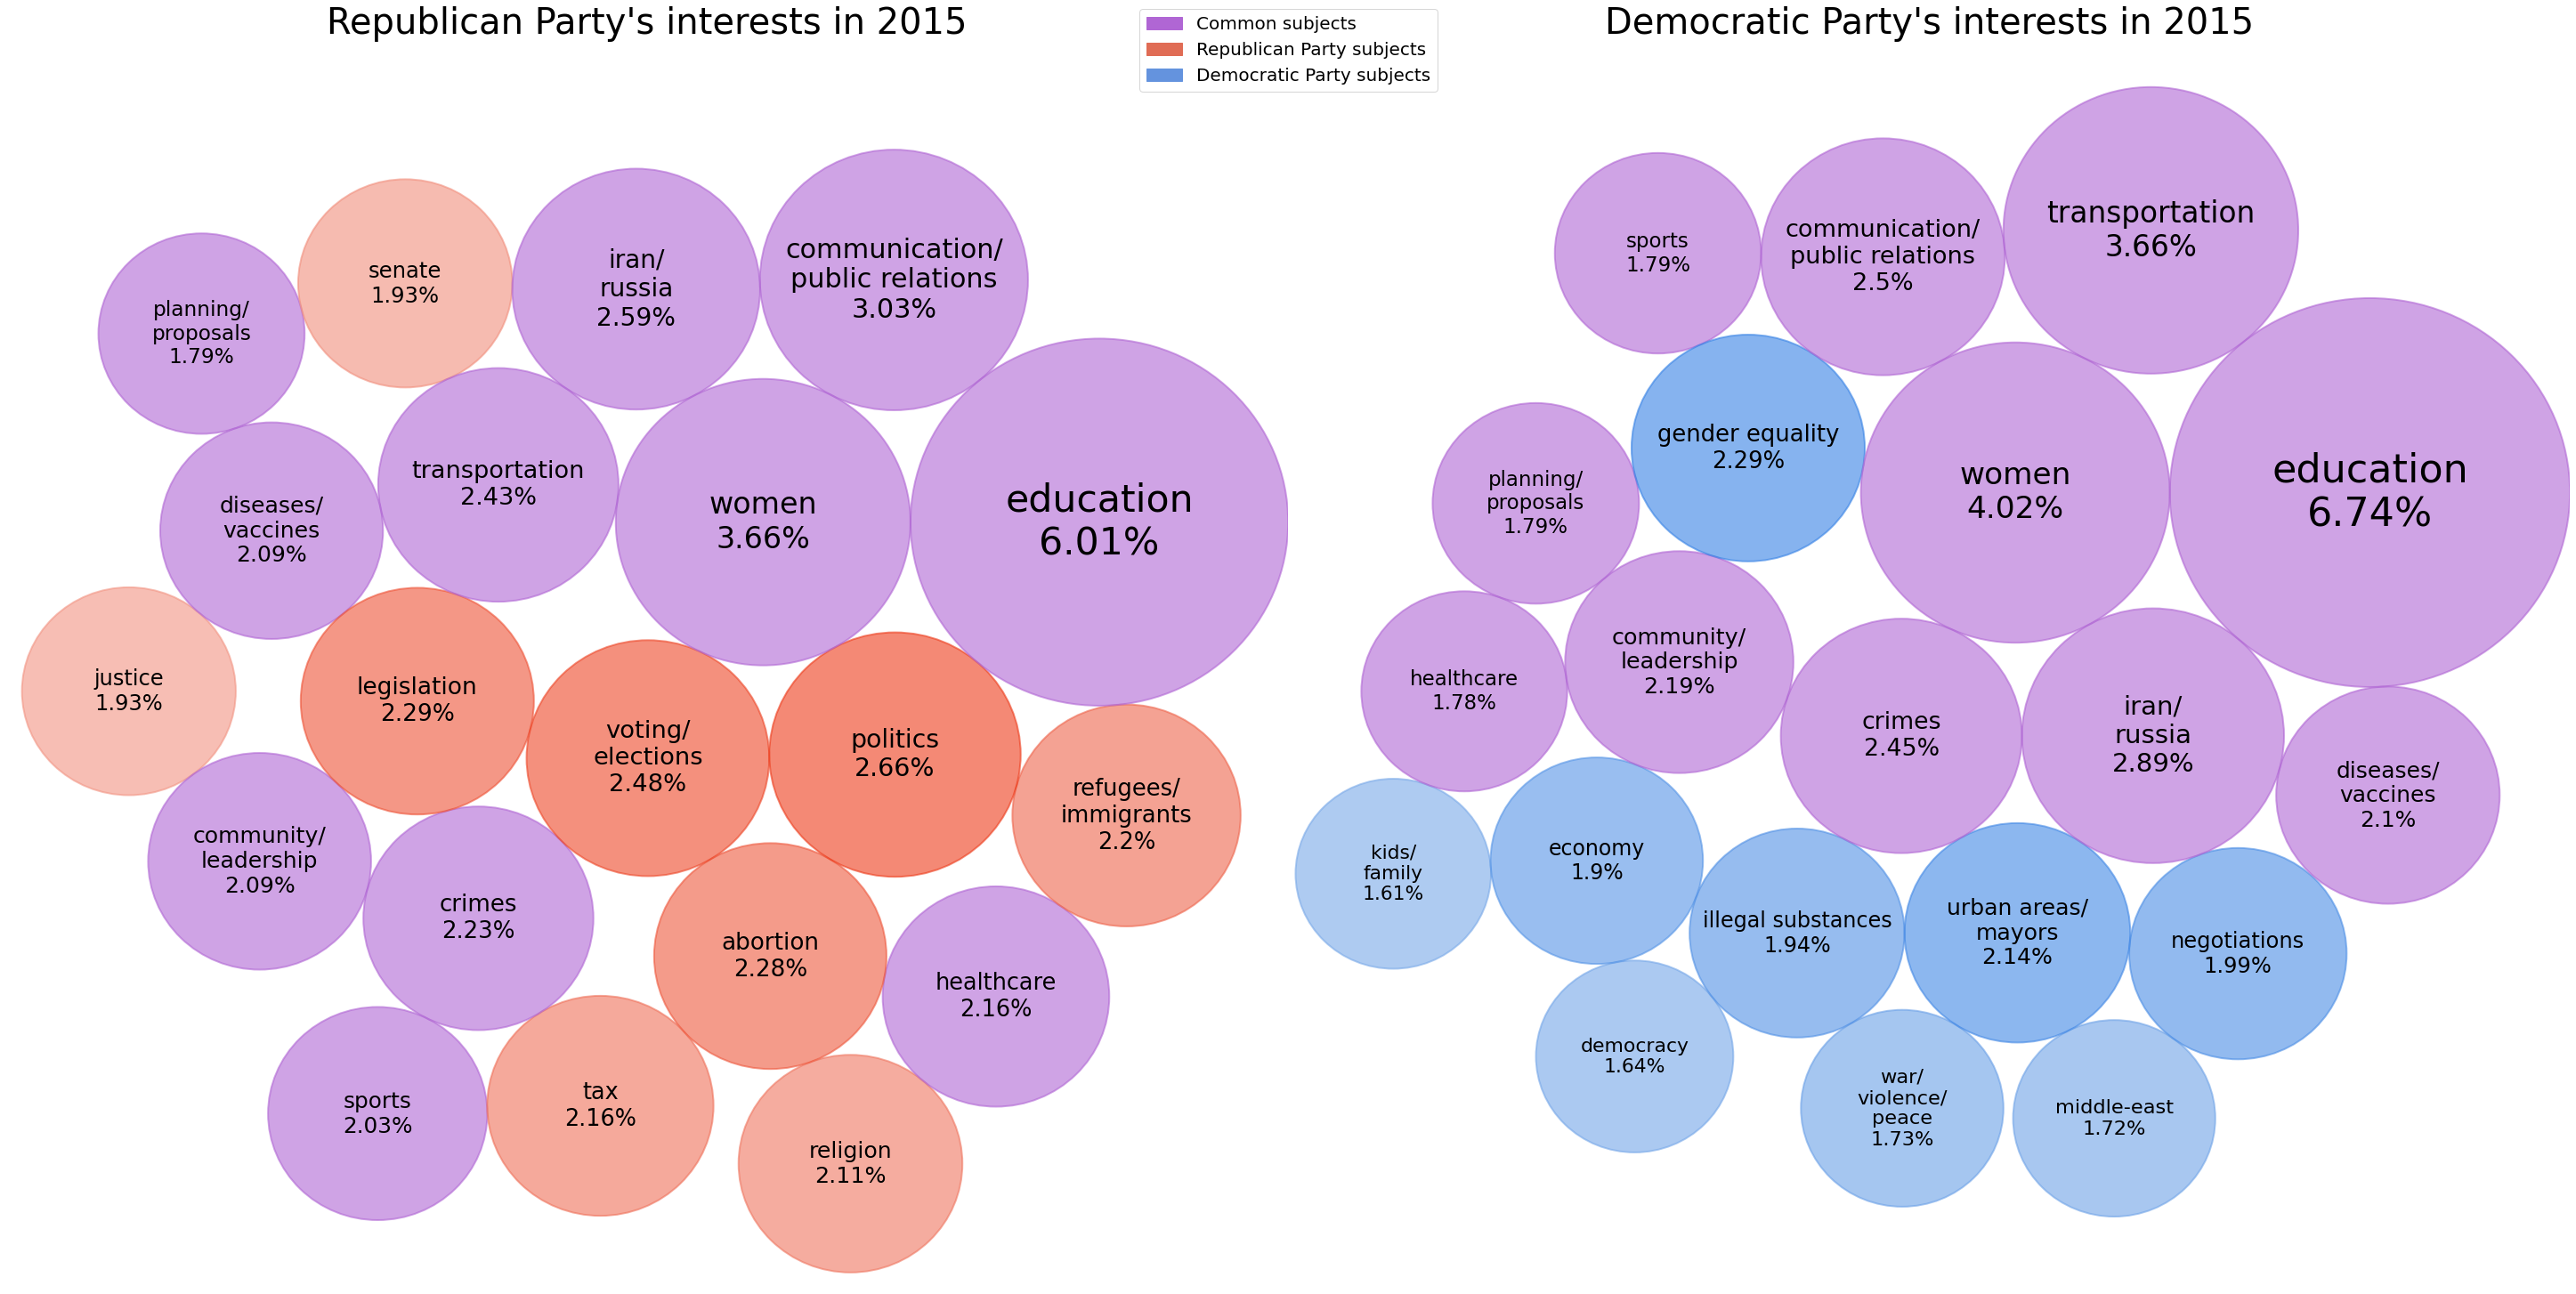 Republican Party's interests in 2015
Common subjects
Republican Party subjects
Democratic Party subjects
Democratic Party's interests in 2015
planning/
proposals
1.79%
senate
1.93%
iran/
russia
2.59%
communication/
public relations
3.03%
diseases/
vaccines
2.09%
transportation
2.43%
women
3.66%
education
6.01%
justice
1.93%
legislation
2.29%
voting/
elections
2.48%
politics
2.66%
refugees/
immigrants
2.2%
community/
leadership
2.09%
crimes
2.23%
abortion
2.28%
healthcare
2.16%
sports
2.03%
tax
2.16%
religion
2.11%
sports
1.79%
communication/
public relations
2.5%
transportation
3.66%
gender equality
2.29%
planning/
proposals
1.79%
women
4.02%
education
6.74%
healthcare
1.78%
community/
leadership
2.19%
crimes
2.45%
iran/
russia
2.89%
diseases/
vaccines
2.1%
kids/
family
1.61%
economy
1.9%
illegal substances
1.94%
urban areas/
mayors
2.14%
negotiations
1.99%
democracy
1.64%
war/
violence/
peace
1.73%
middle-east
1.72%